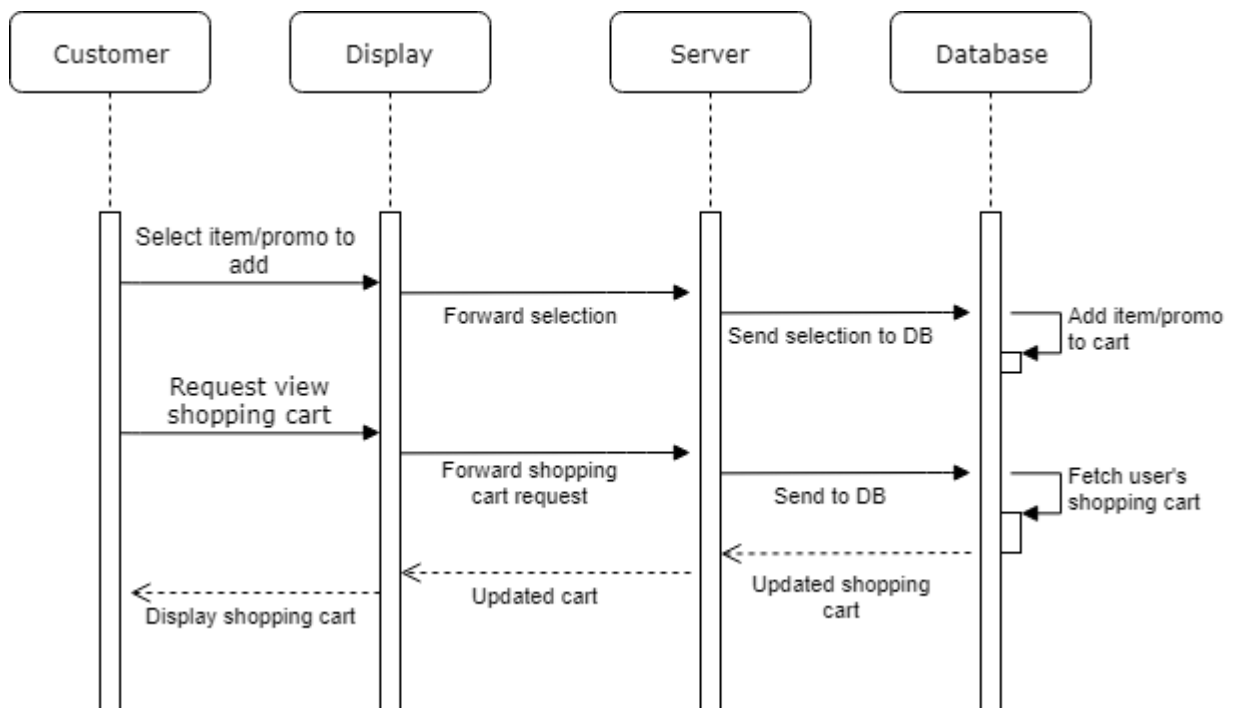 Customer
Display
Server
Database
Select item/promo to
add
Forward selection
Send selection to DB
Add item/promo
to cart
Request view
shopping cart
Forward shopping
cart request
Send to DB
Fetch user's
shopping cart
Updated shopping
cart
Updated cart
Display shopping cart